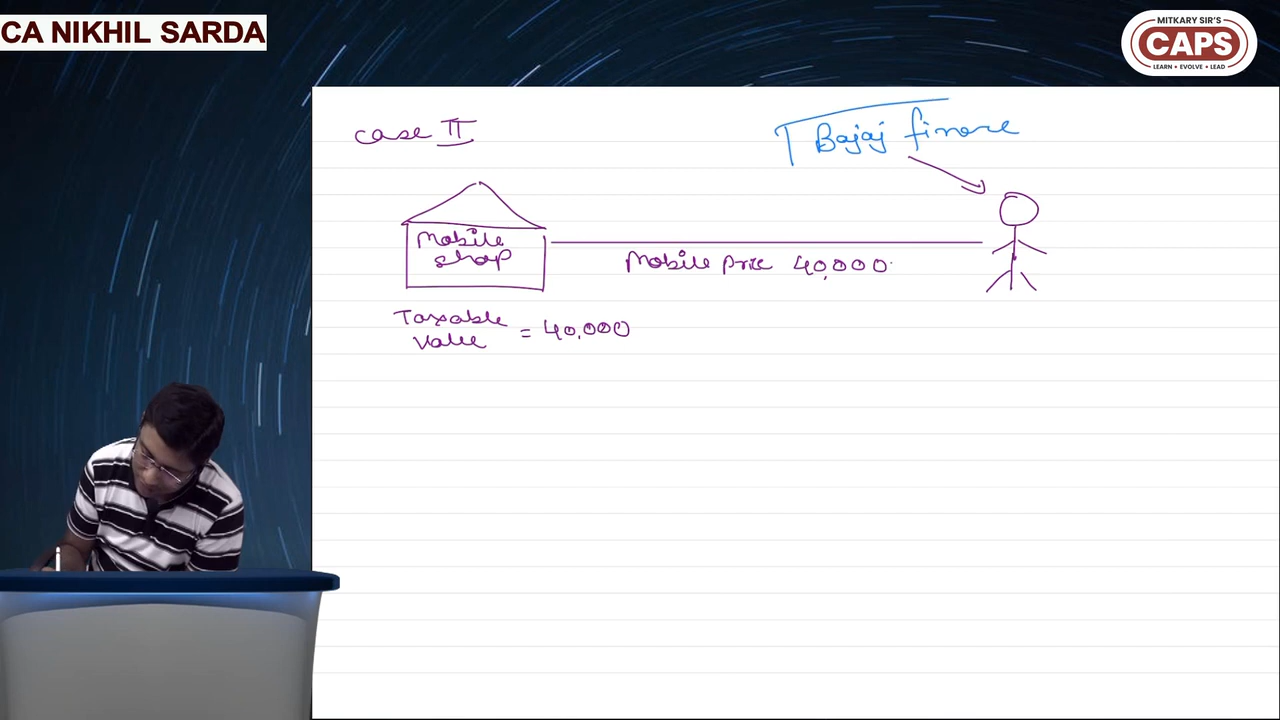 CA NIKHIL SARDA
MITKARY SIR'S
CAPS
LEARN • EVOLVE • LEAD
Case II
Bajaj finance
Mobile
shop
Mobile price 40,000.
Taxable
Value = 40,000